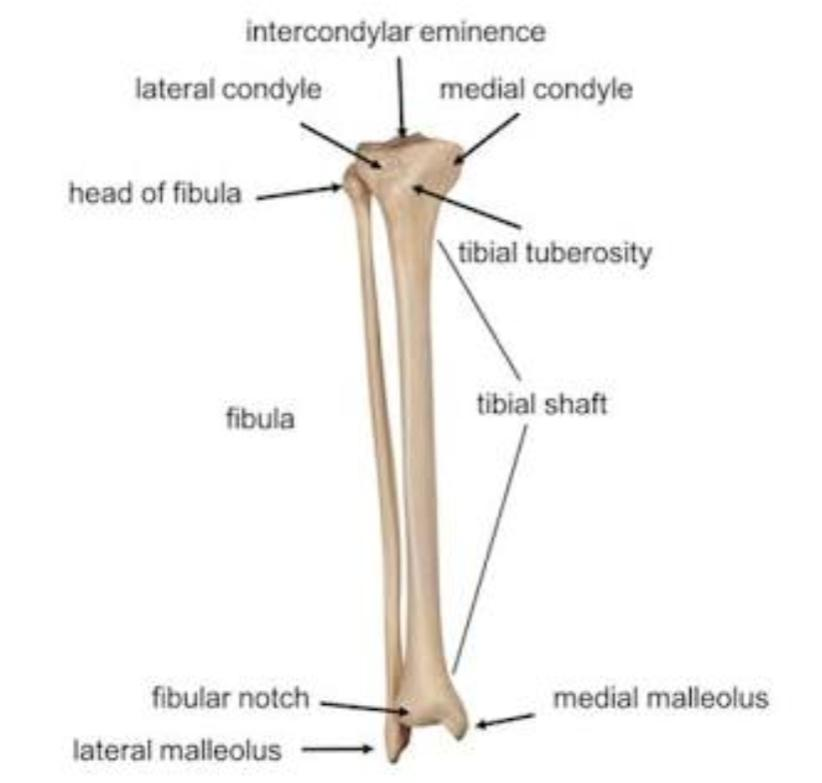 intercondylar eminence
lateral condyle
medial condyle
head of fibula
tibial tuberosity
tibial shaft
fibula
fibular notch
medial malleolus
lateral malleolus